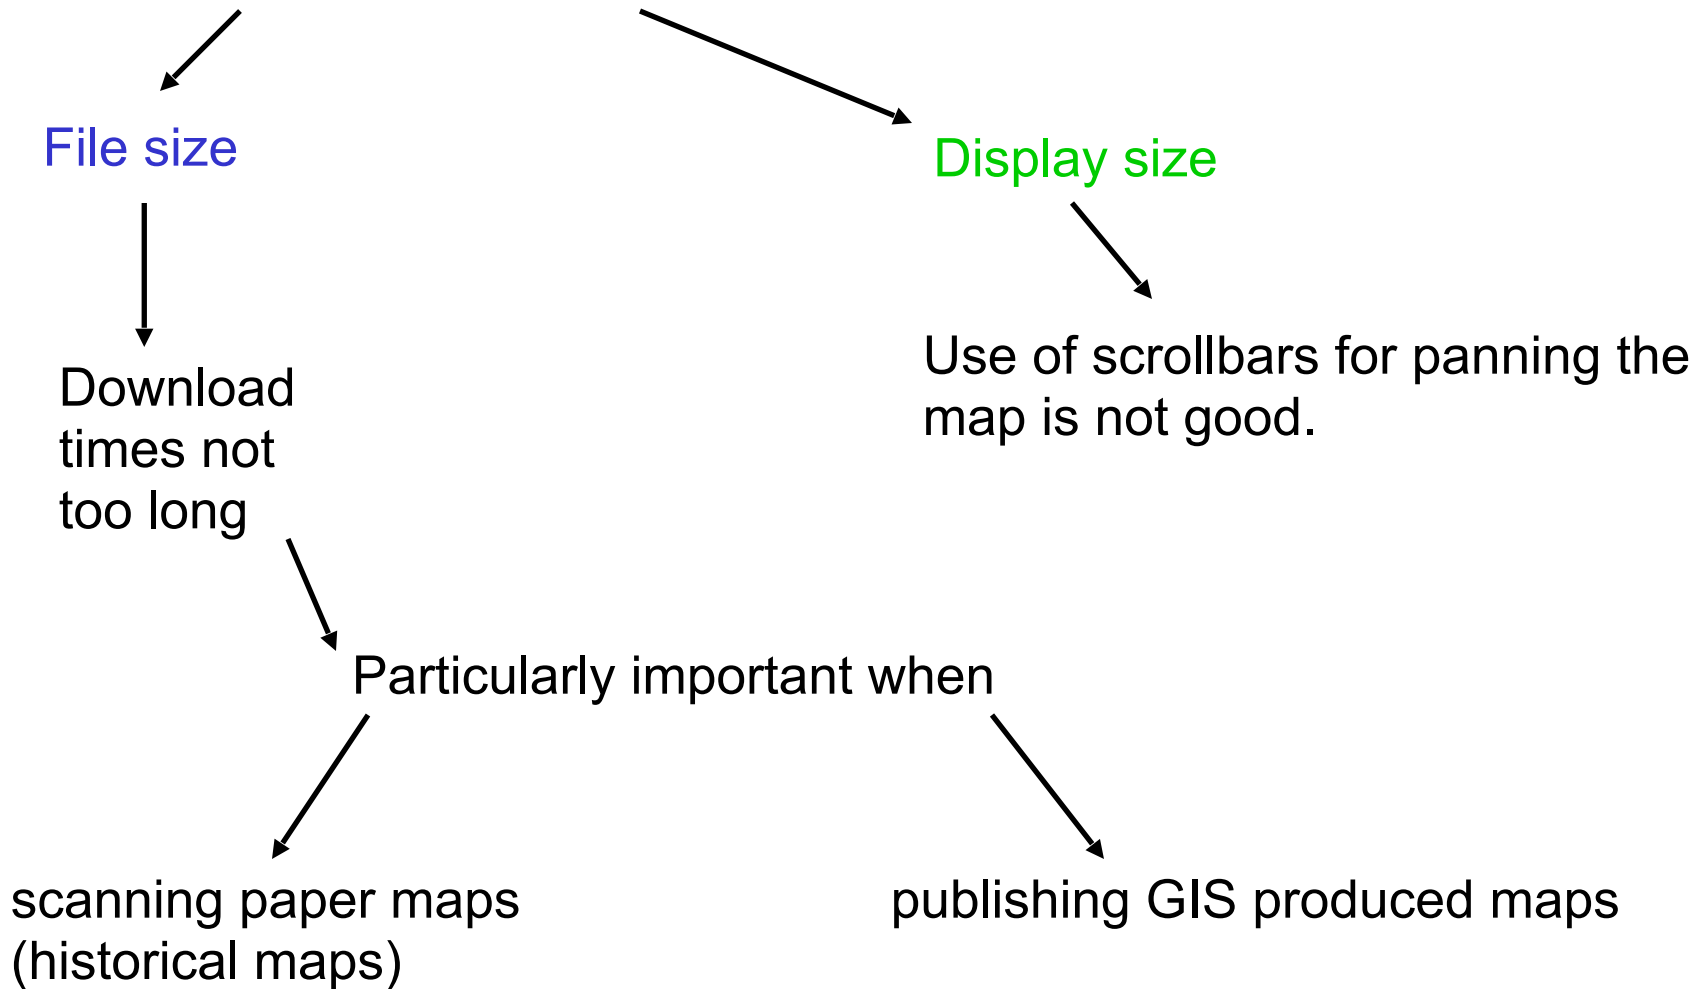 File size
Display size
Download
times not
too long
Use of scrollbars for panning the
map is not good.
Particularly important when
scanning paper maps
(historical maps)
publishing GIS produced maps